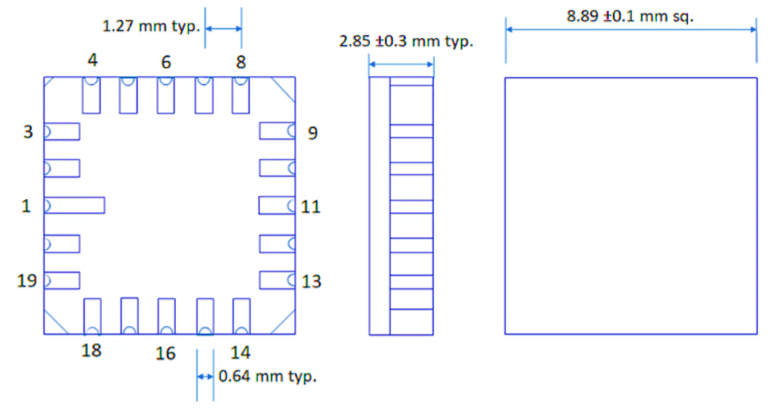 1.27 mm typ.
8.89 ±0.1 mm sq.
2.85 ±0.3 mm typ.
4 6 8
3 9
1 11
19 13
18 16 14
0.64 mm typ.